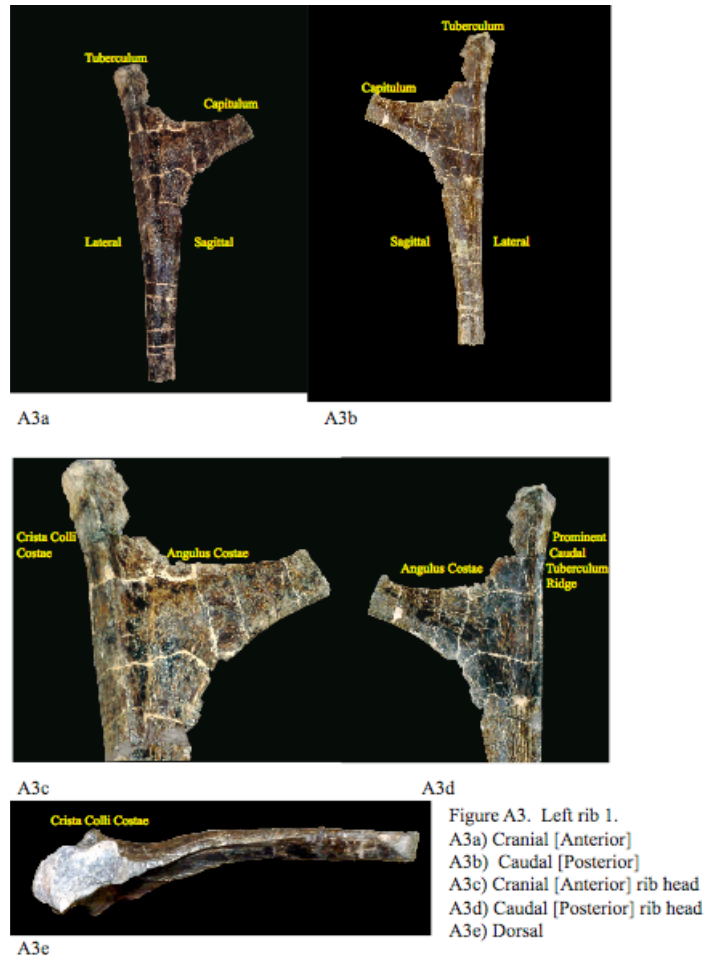 Tuberculum
Capitulum
Lateral
Sagittal
Tuberculum
Capitulum
Sagittal
Lateral
A3a
A3b
Crista Colli
Costae
Angulus Costae
Angulus Costae
Prominent
Caudal
Tuberculum
Ridge
A3c
A3d
Crista Colli Costae
A3e
Figure A3. Left rib 1.
A3a) Cranial [Anterior]
A3b) Caudal [Posterior]
A3c) Cranial [Anterior] rib head
A3d) Caudal [Posterior] rib head
A3e) Dorsal